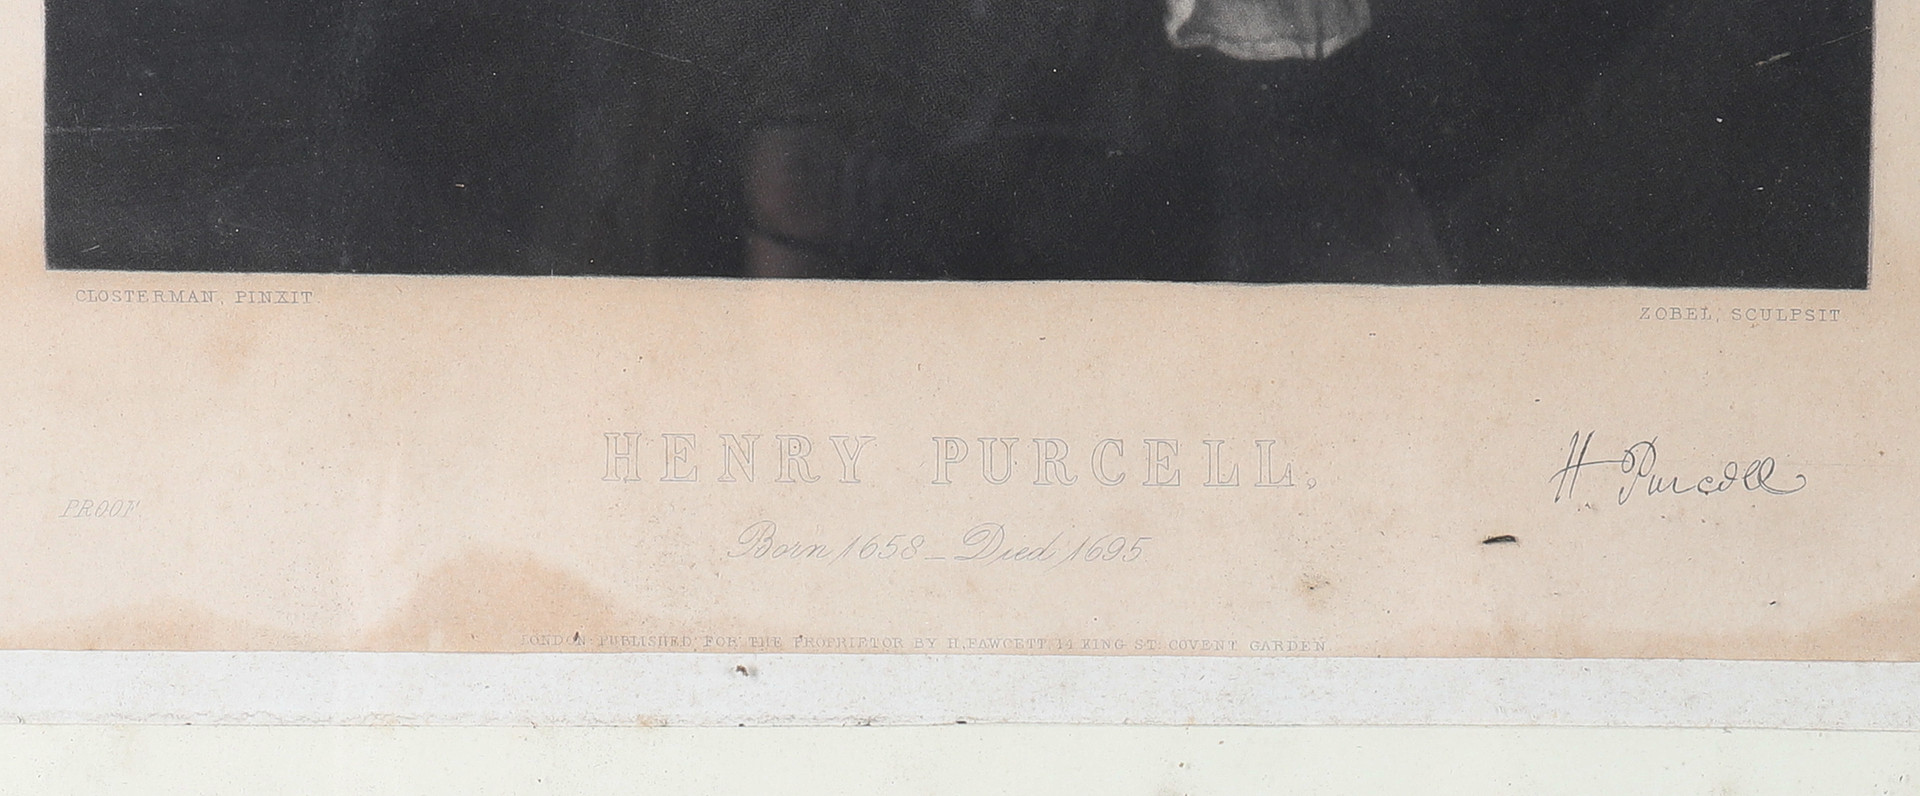 CLOSTERMAN, PINXIT.
ZOBEL, SCULPSIT
HENRY PURCELL,
H Purcell
PROOF.
Born 1658 _ Died 1695.
LONDON: PUBLISHED, FOR THE PROPRIETOR BY H, FAWCETT, 14 KING ST: COVENT GARDEN.